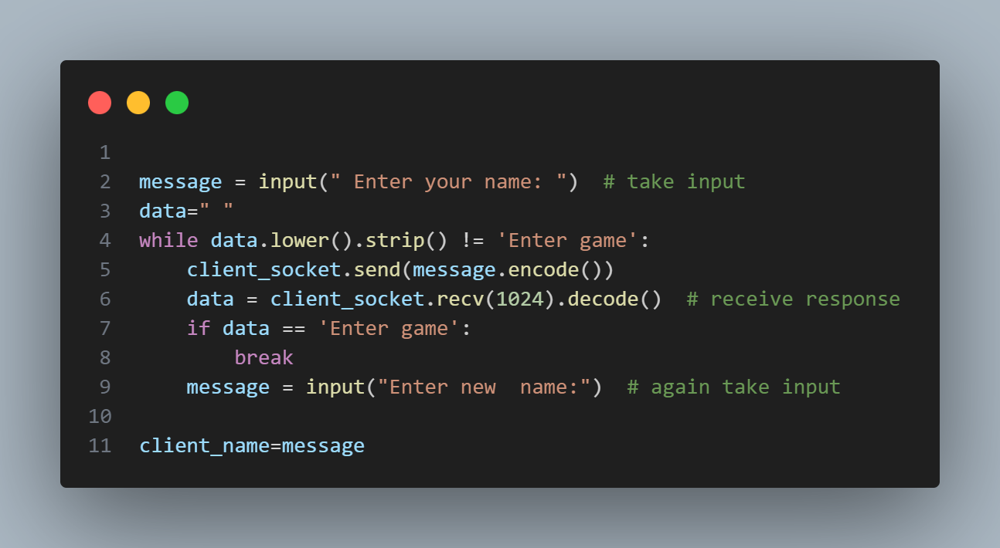 1
2 message = input(" Enter your name: ")  # take input
3 data=" "
4 while data.lower().strip() != 'Enter game':
5     client_socket.send(message.encode())
6     data = client_socket.recv(1024).decode()  # receive response
7     if data == 'Enter game':
8         break
9     message = input("Enter new  name:")  # again take input
10
11 client_name=message